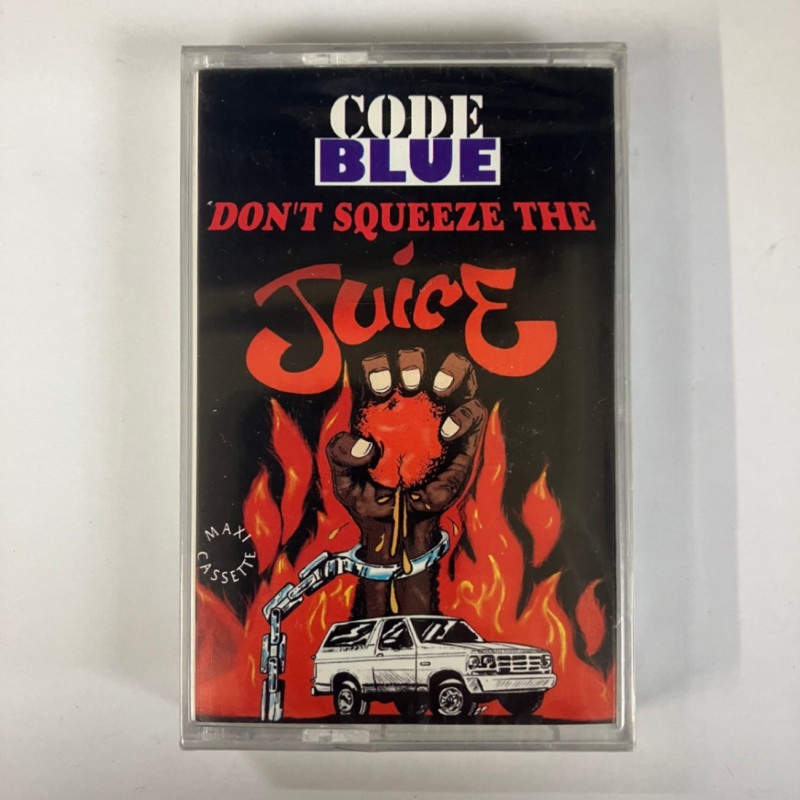 CODE
BLUE
DON'T SQUEEZE THE
JuicE
MAXI
CASSETTE